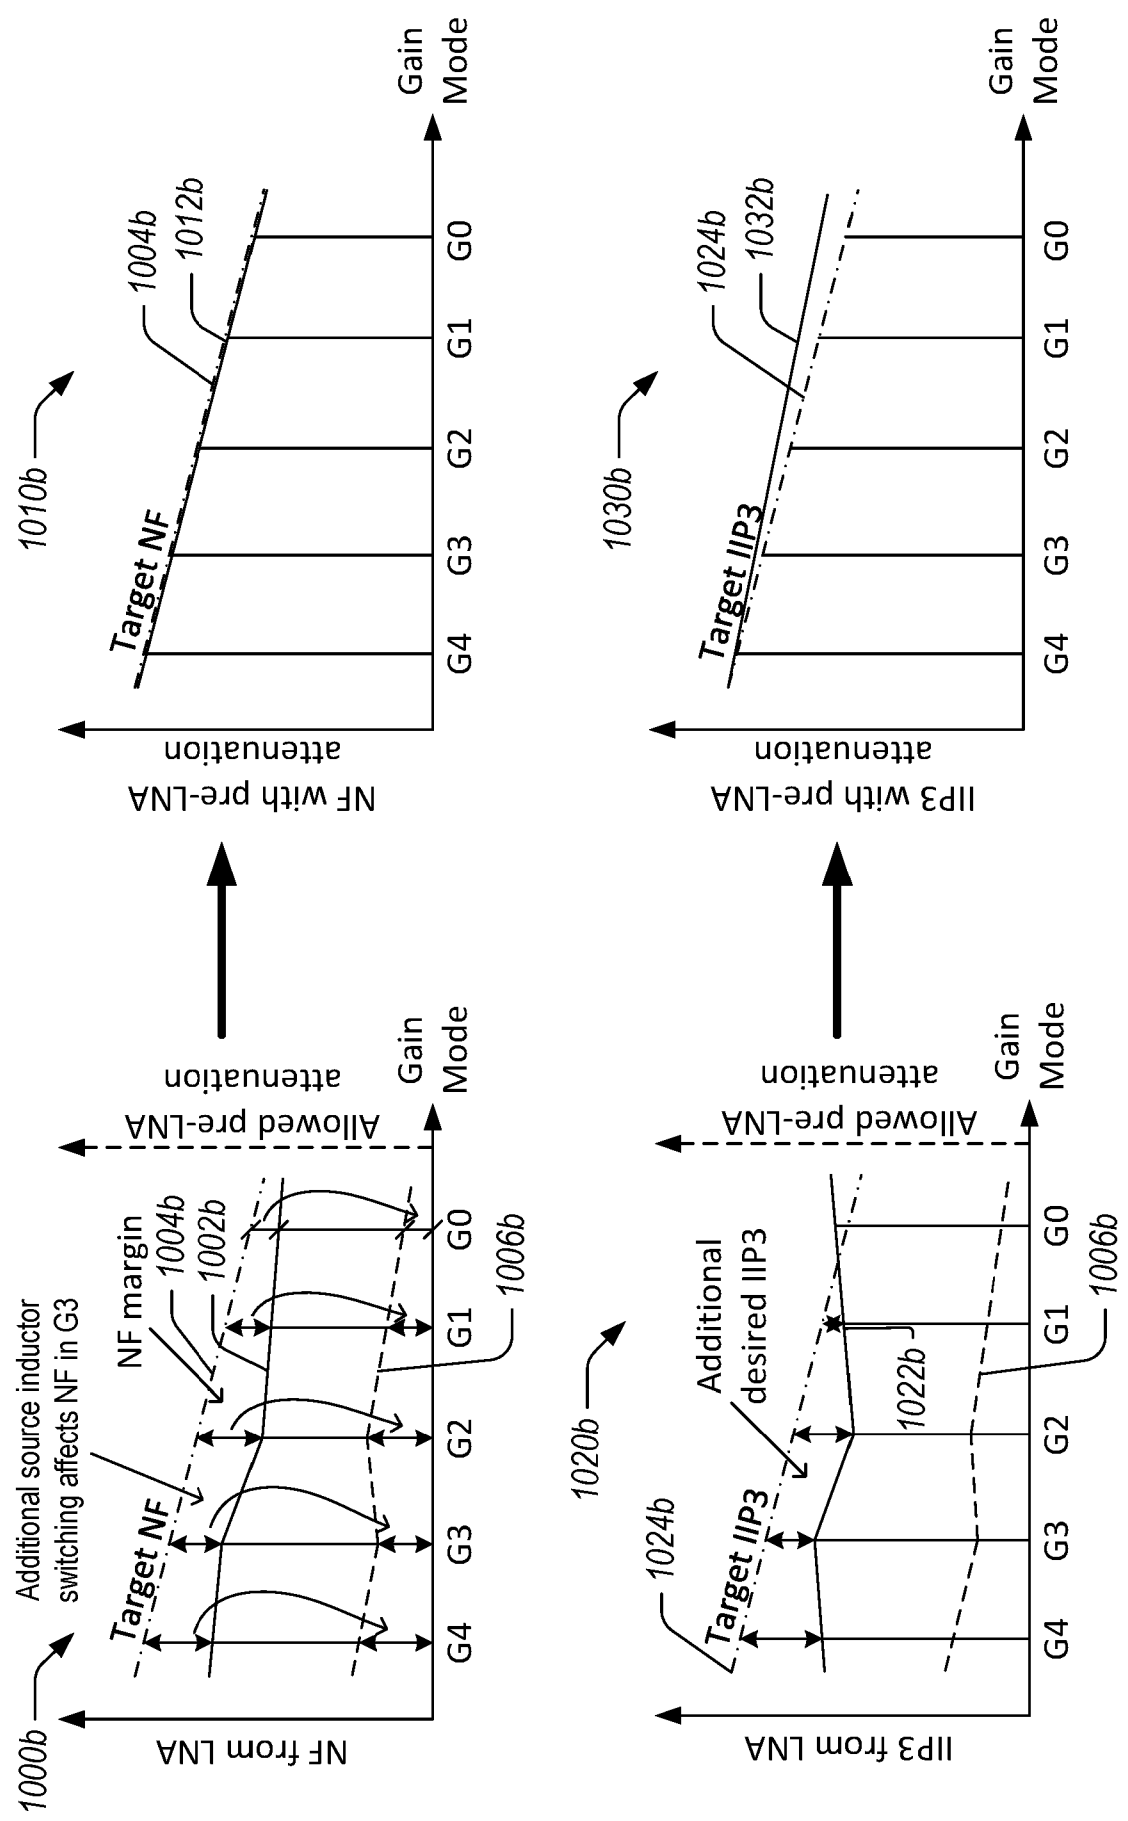 1000b
Additional source inductor
switching affects NF in G3
NF margin
1004b
1002b
Target NF
1006b
G4
G3
G2
G1
G0
Gain
Mode
NF from LNA
Allowed pre-LNA
attenuation
1010b
1004b
1012b
Target NF
G4
G3
G2
G1
G0
Gain
Mode
NF with pre-LNA
attenuation
1020b
1024b
Additional
desired IIP3
Target IIP3
1022b
1006b
G4
G3
G2
G1
G0
Gain
Mode
IIP3 from LNA
Allowed pre-LNA
attenuation
1030b
1024b
1032b
Target IIP3
G4
G3
G2
G1
G0
Gain
Mode
IIP3 with pre-LNA
attenuation